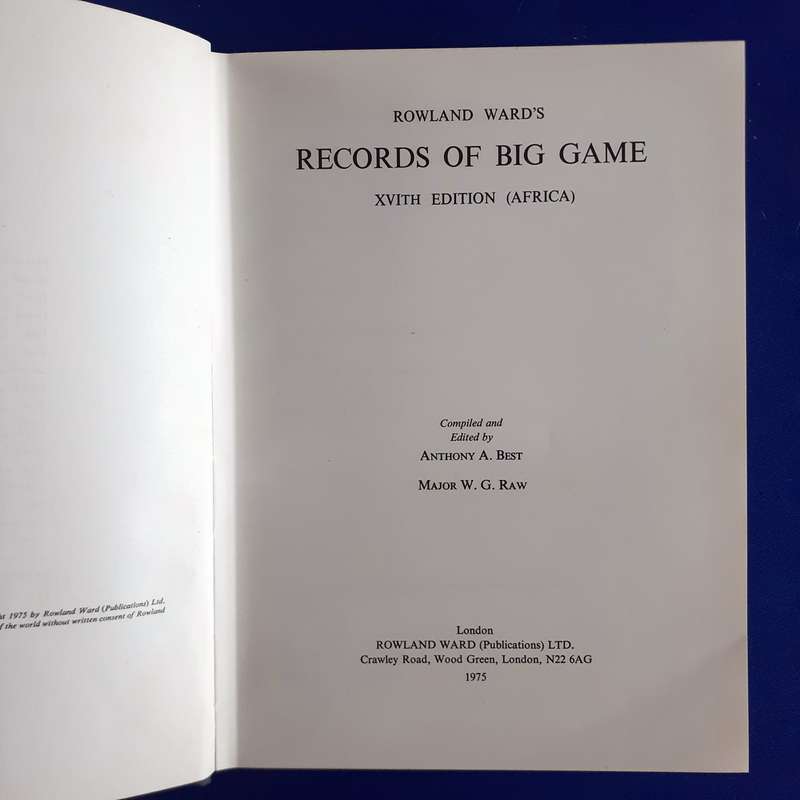 ht 1975 by Rowland Ward (Publications) Ltd.
f the world without written consent of Rowland
ROWLAND WARD'S
RECORDS OF BIG GAME
XVITH EDITION (AFRICA)
Compiled and
Edited by
ANTHONY A. BEST
MAJOR W. G. RAW
London
ROWLAND WARD (Publications) LTD.
Crawley Road, Wood Green, London, N22 6AG
1975